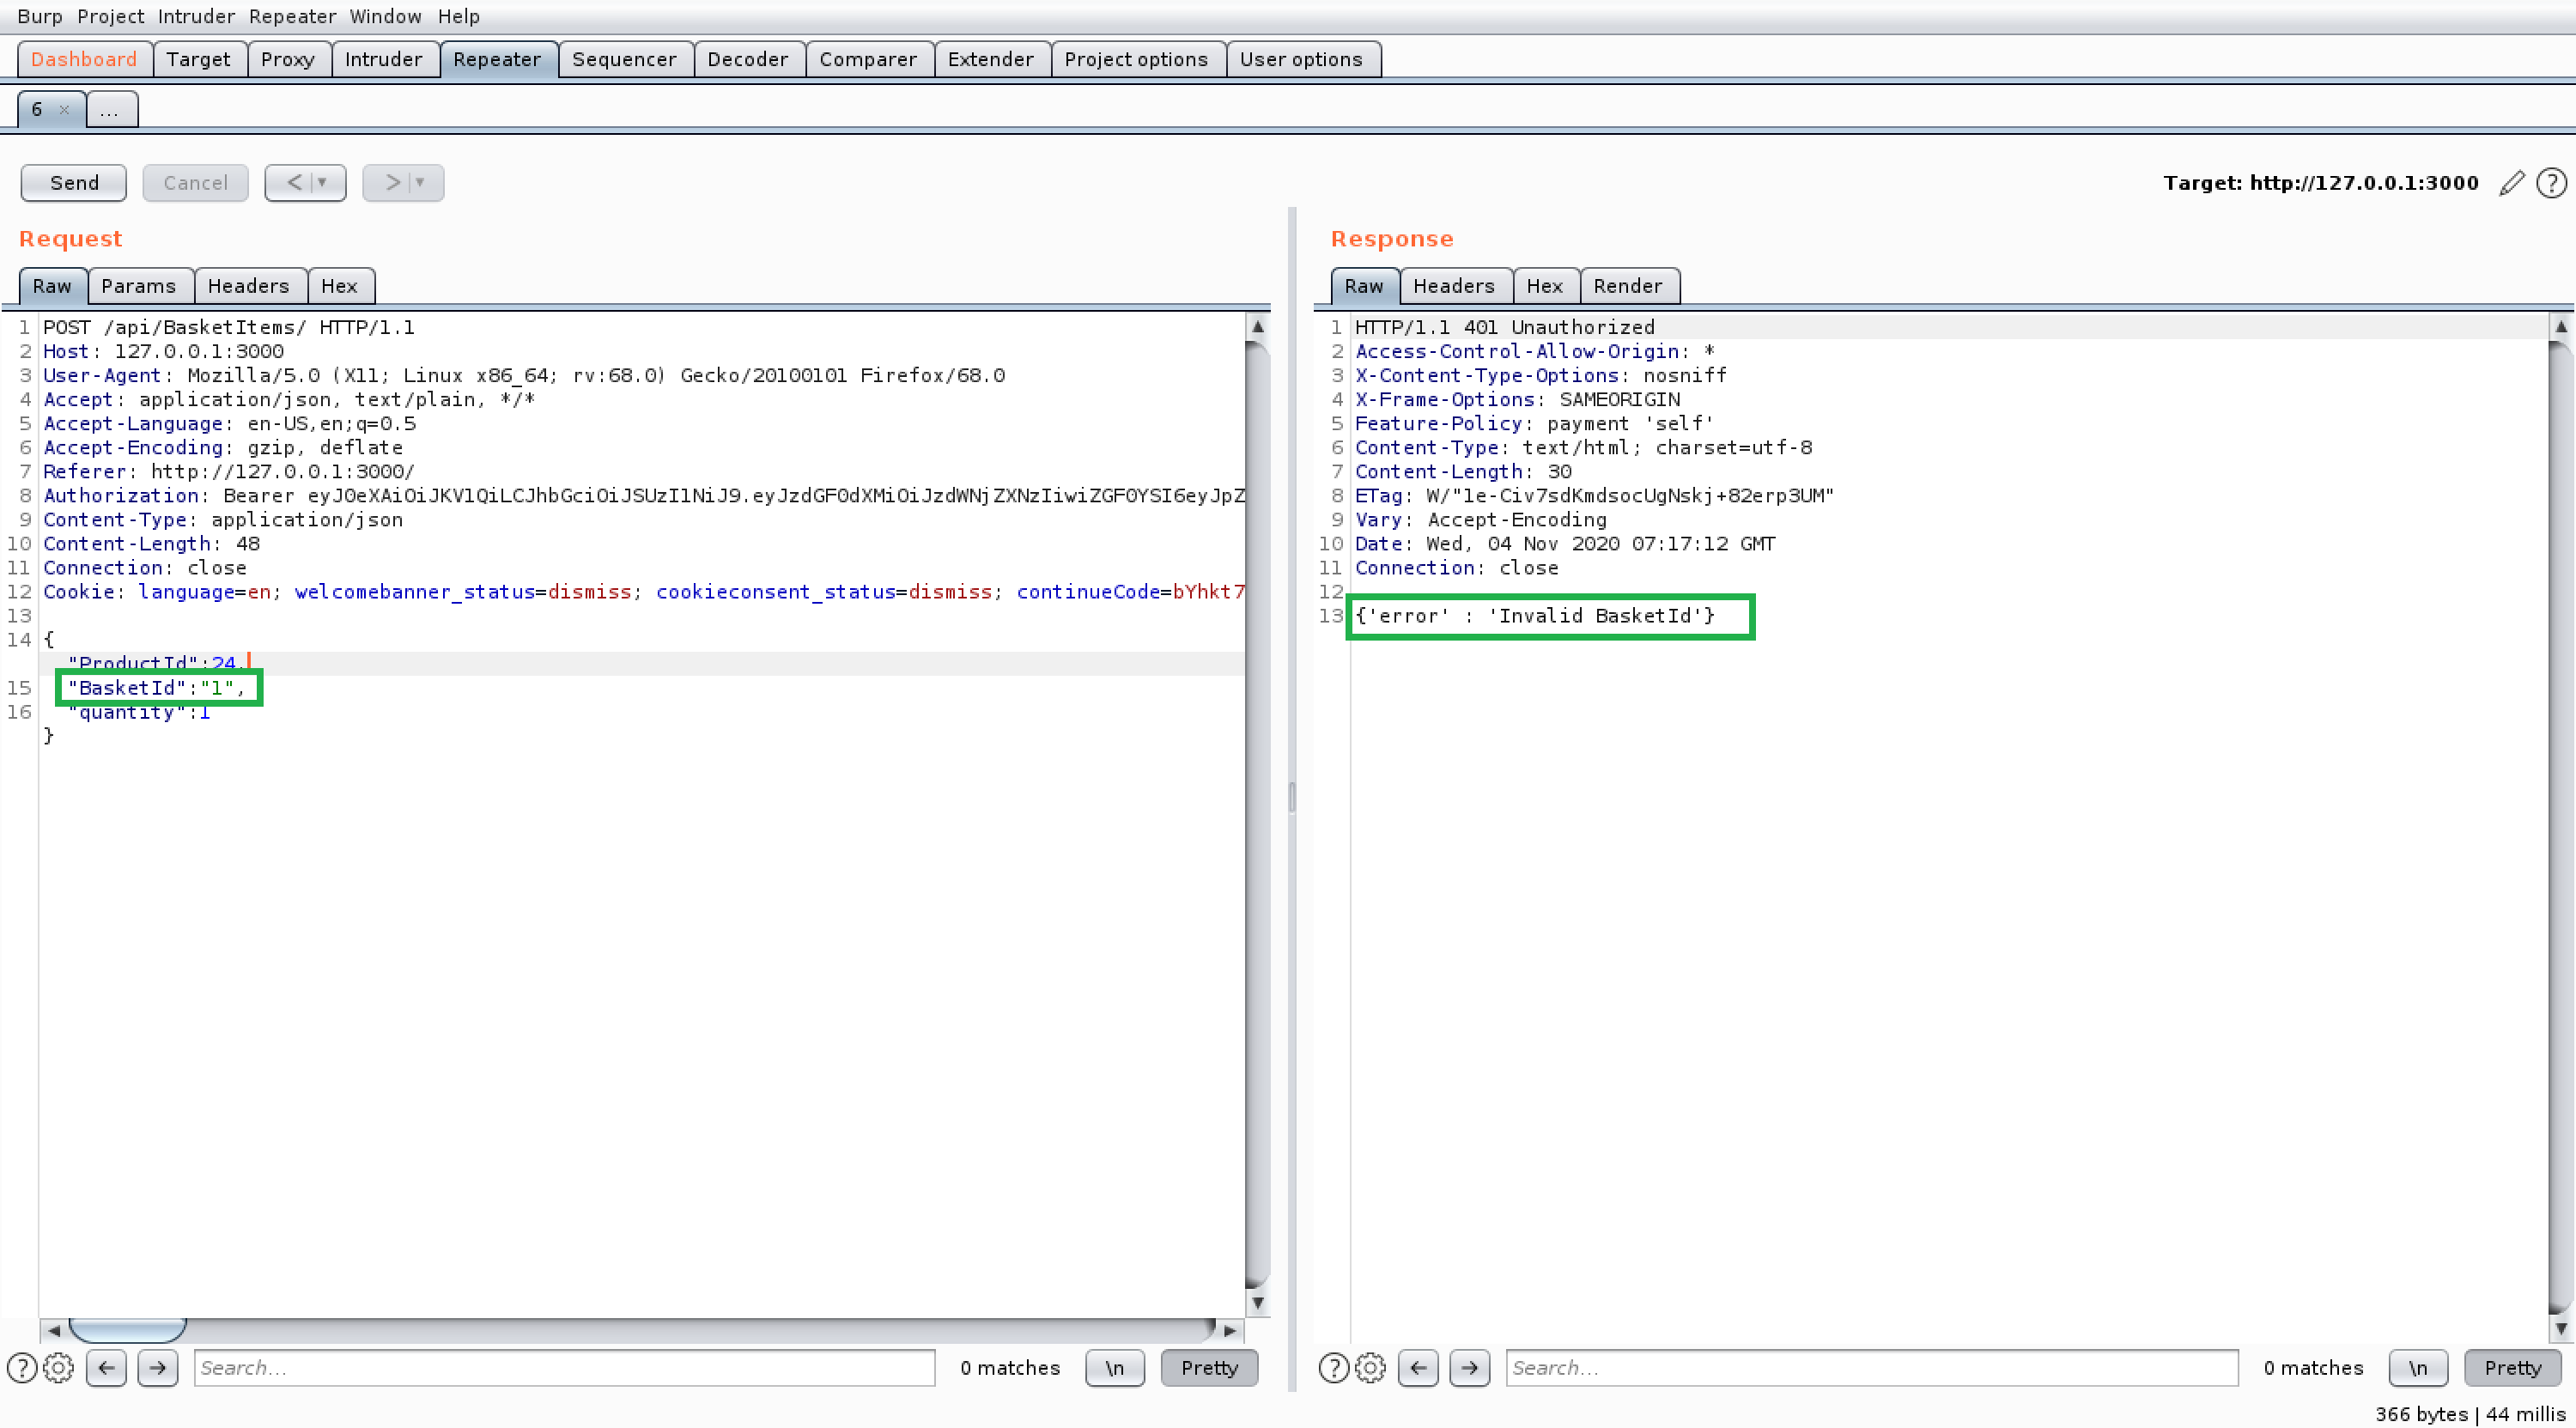 Burp Project Intruder Repeater Window Help
Dashboard Target Proxy Intruder Repeater Sequencer Decoder Comparer Extender Project options User options
6 × ...
Send Cancel < > Target: http://127.0.0.1:3000
Request
Raw Params Headers Hex
1 POST /api/BasketItems/ HTTP/1.1
2 Host: 127.0.0.1:3000
3 User-Agent: Mozilla/5.0 (X11; Linux x86_64; rv:68.0) Gecko/20100101 Firefox/68.0
4 Accept: application/json, text/plain, */*
5 Accept-Language: en-US,en;q=0.5
6 Accept-Encoding: gzip, deflate
7 Referer: http://127.0.0.1:3000/
8 Authorization: Bearer eyJ0eXAiOiJKV1QiLCJhbGciOiJSUzI1NiJ9.eyJzdGF0dXMiOiJzdWNjZXNzIiwiZGF0YSI6eyJpZ
9 Content-Type: application/json
10 Content-Length: 48
11 Connection: close
12 Cookie: language=en; welcomebanner_status=dismiss; cookieconsent_status=dismiss; continueCode=bYhkt7
13
14 {
"ProductId":24,
15 "BasketId":"1",
16 "quantity":1
}
? Search... 0 matches \n Pretty
Response
Raw Headers Hex Render
1 HTTP/1.1 401 Unauthorized
2 Access-Control-Allow-Origin: *
3 X-Content-Type-Options: nosniff
4 X-Frame-Options: SAMEORIGIN
5 Feature-Policy: payment 'self'
6 Content-Type: text/html; charset=utf-8
7 Content-Length: 30
8 ETag: W/"1e-Civ7sdKmdsocUgNskj+82erp3UM"
9 Vary: Accept-Encoding
10 Date: Wed, 04 Nov 2020 07:17:12 GMT
11 Connection: close
12
13 {'error' : 'Invalid BasketId'}
? Search... 0 matches \n Pretty
366 bytes | 44 millis